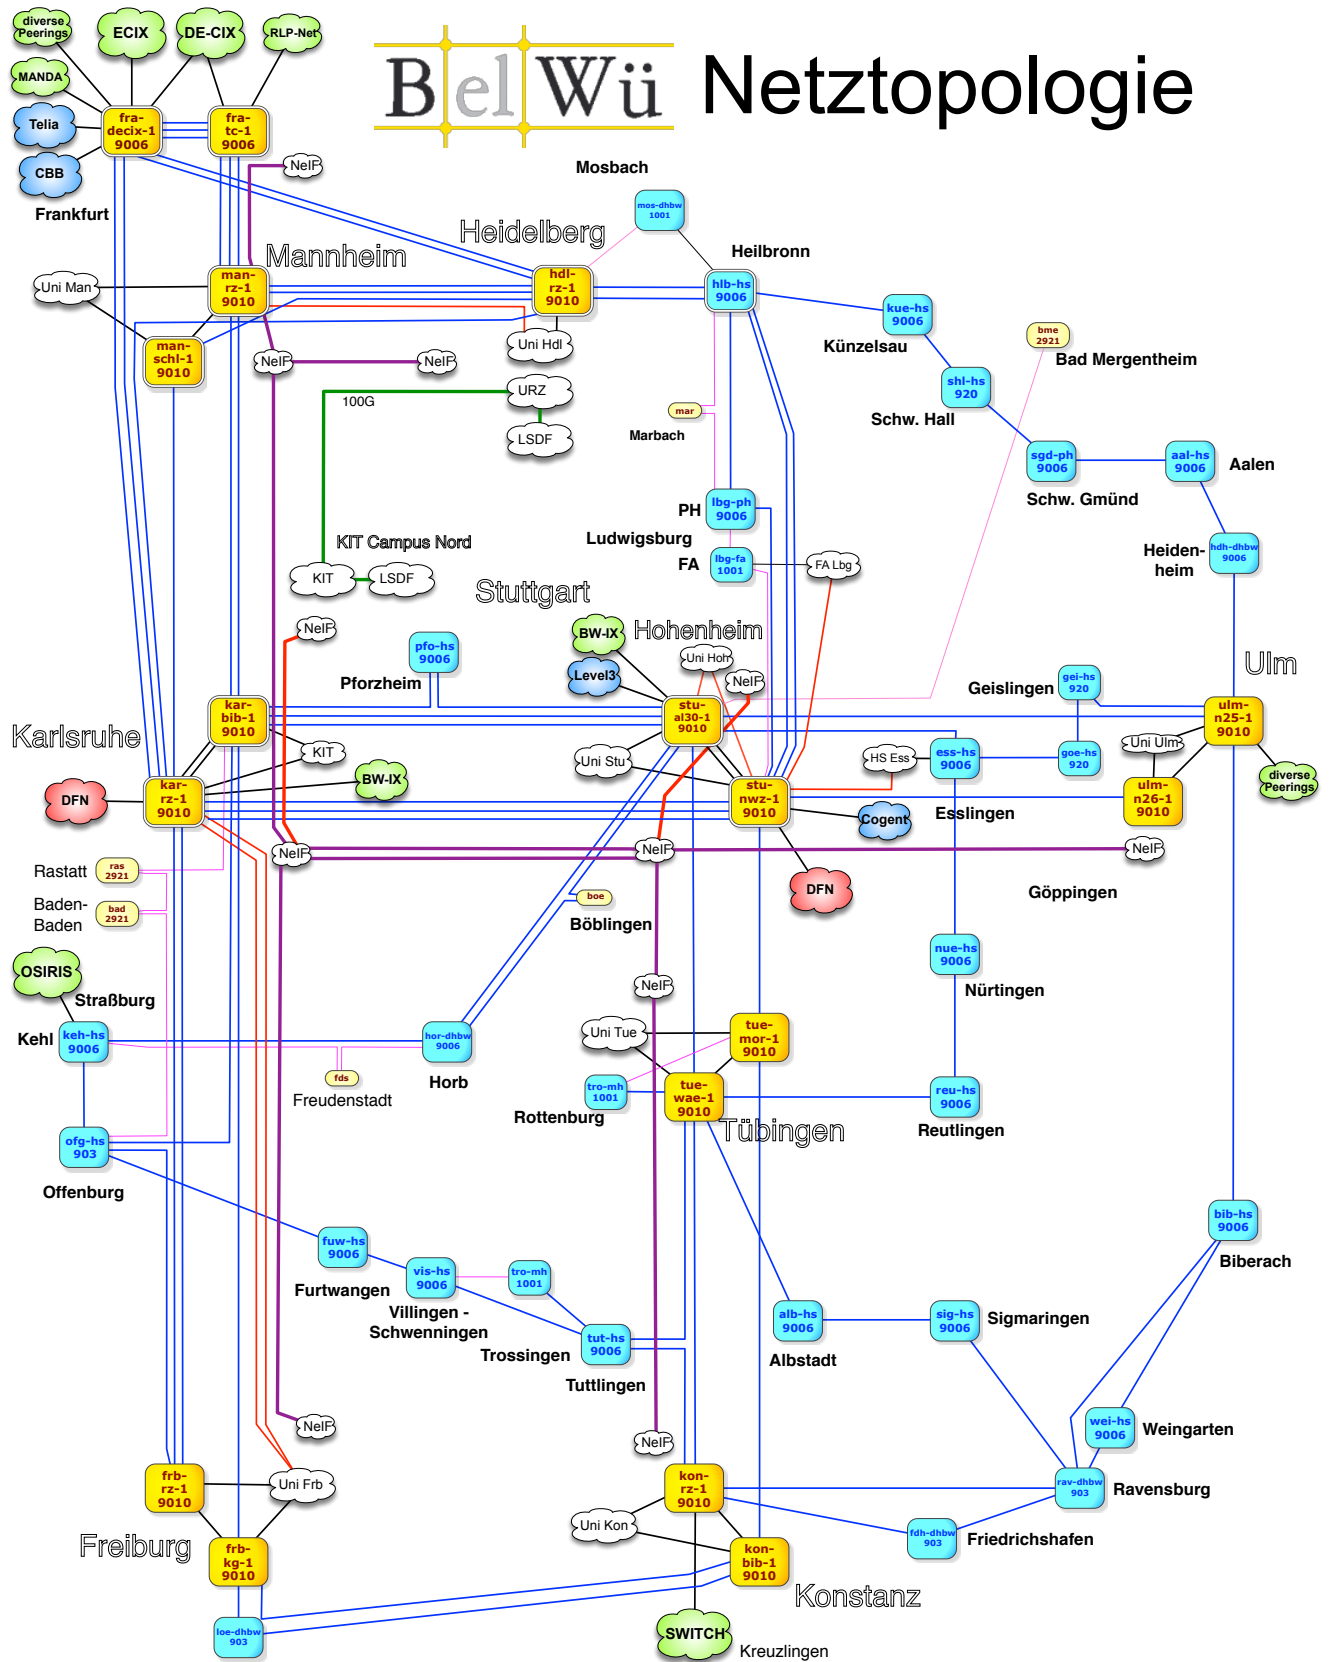 BelWü Netztopologie
diverse
Peerings
ECIX
DE-CIX
RLP-Net
MANDA
Telia
CBB
fra-
decix-1
9006
fra-
tc-1
9006
Frankfurt
NeIF
Mosbach
mos-dhbw
1001
Heidelberg
Mannheim
Heilbronn
Uni Man
man-
rz-1
9010
hdl-
rz-1
9010
hlb-hs
9006
kue-hs
9006
Künzelsau
bme
2921
Bad Mergentheim
man-
schl-1
9010
Uni Hdl
NeIF
NeIF
URZ
100G
LSDF
shl-hs
920
Schw. Hall
mar
Marbach
sgd-ph
9006
Schw. Gmünd
aal-hs
9006
Aalen
PH
lbg-ph
9006
Ludwigsburg
FA
lbg-fa
1001
FA Lbg
Heiden-
heim
hdh-dhbw
9006
KIT Campus Nord
KIT
LSDF
Stuttgart
NeIF
BW-IX
Hohenheim
pfo-hs
9006
Pforzheim
Level3
Uni Hoh
NeIF
Ulm
Geislingen
gei-hs
920
kar-
bib-1
9010
stu-
al30-1
9010
ulm-
n25-1
9010
Karlsruhe
KIT
Uni Stu
HS Ess
ess-hs
9006
goe-hs
920
Uni Ulm
DFN
kar-
rz-1
9010
BW-IX
stu-
nwz-1
9010
Cogent
Esslingen
ulm-
n26-1
9010
diverse
Peerings
NeIF
NeIF
NeIF
Rastatt
ras
2921
DFN
Göppingen
Baden-
Baden
bad
2921
boe
Böblingen
OSIRIS
Straßburg
NeIF
nue-hs
9006
Nürtingen
Kehl
keh-hs
9006
hor-dhbw
9006
Horb
Uni Tue
tue-
mor-1
9010
fds
Freudenstadt
tro-mh
1001
Rottenburg
tue-
wae-1
9010
Tübingen
reu-hs
9006
Reutlingen
ofg-hs
903
Offenburg
bib-hs
9006
Biberach
fuw-hs
9006
Furtwangen
vis-hs
9006
Villingen -
Schwenningen
tro-mh
1001
Trossingen
tut-hs
9006
Tuttlingen
alb-hs
9006
Albstadt
sig-hs
9006
Sigmaringen
NeIF
NeIF
wei-hs
9006
Weingarten
frb-
rz-1
9010
Uni Frb
kon-
rz-1
9010
rav-dhbw
903
Ravensburg
Uni Kon
fdh-dhbw
903
Friedrichshafen
Freiburg
frb-
kg-1
9010
kon-
bib-1
9010
Konstanz
loe-dhbw
903
SWITCH
Kreuzlingen